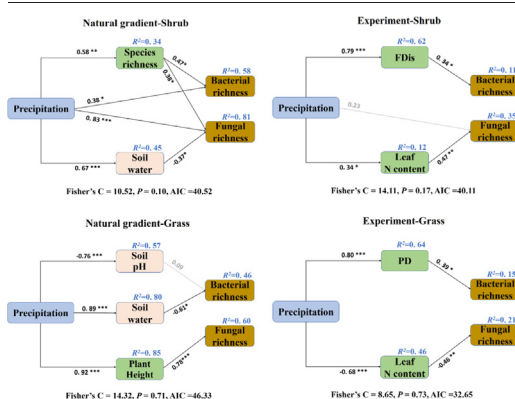 Natural gradient-Shrub
R²=0. 34
0.58 **
Species
richness
0.47*
0.38*
R²=0. 58
Bacterial
richness
0.38 *
Precipitation
0. 83 ***
R²=0. 81
Fungal
richness
R²=0. 45
0. 67 ***
Soil
water
-0.37*
Fisher's C = 10.52, P = 0.10, AIC =40.52
Experiment-Shrub
R²=0. 62
0.79 ***
FDis
0. 34 *
R²=0. 11
Bacterial
richness
Precipitation
0.23
R²=0. 35
Fungal
richness
R²=0. 12
0. 34 *
Leaf
N content
0.47 **
Fisher's C = 14.11, P = 0.17, AIC =40.11
Natural gradient-Grass
R²= 0. 57
-0.76 ***
Soil
pH
0.09
R²=0. 46
Bacterial
richness
R²=0. 80
Precipitation
0. 89 ***
Soil
water
-0.61*
R²=0. 60
Fungal
richness
R²=0. 85
0. 92 ***
Plant
Height
0.78***
Fisher's C = 14.32, P = 0.71, AIC =46.33
Experiment-Grass
R²= 0. 64
0.80 ***
PD
0. 39 *
R²=0. 15
Bacterial
richness
Precipitation
R²=0. 21
Fungal
richness
R²=0. 46
-0. 68 ***
Leaf
N content
-0.46 **
Fisher's C = 8.65, P = 0.73, AIC =32.65